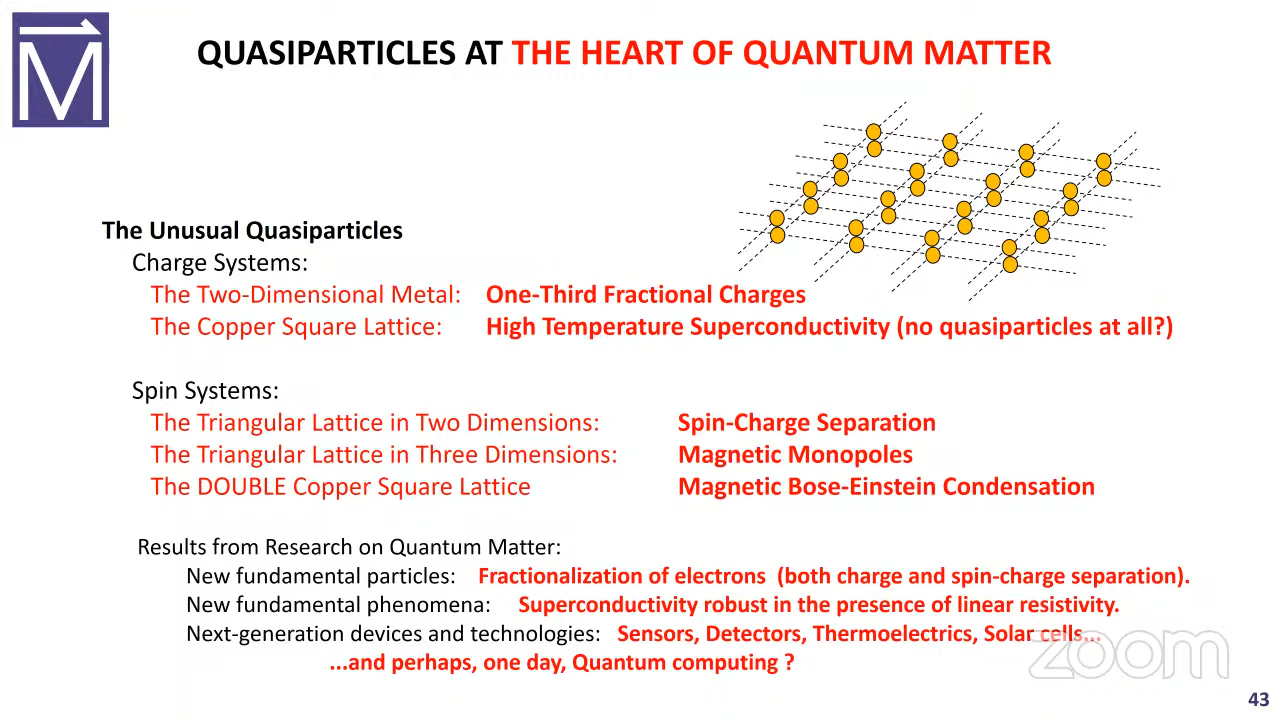 M
QUASIPARTICLES AT THE HEART OF QUANTUM MATTER
The Unusual Quasiparticles
Charge Systems:
The Two-Dimensional Metal: One-Third Fractional Charges
The Copper Square Lattice: High Temperature Superconductivity (no quasiparticles at all?)
Spin Systems:
The Triangular Lattice in Two Dimensions: Spin-Charge Separation
The Triangular Lattice in Three Dimensions: Magnetic Monopoles
The DOUBLE Copper Square Lattice Magnetic Bose-Einstein Condensation
Results from Research on Quantum Matter:
New fundamental particles: Fractionalization of electrons (both charge and spin-charge separation).
New fundamental phenomena: Superconductivity robust in the presence of linear resistivity.
Next-generation devices and technologies: Sensors, Detectors, Thermoelectrics, Solar cells...
...and perhaps, one day, Quantum computing ?
zoom
43